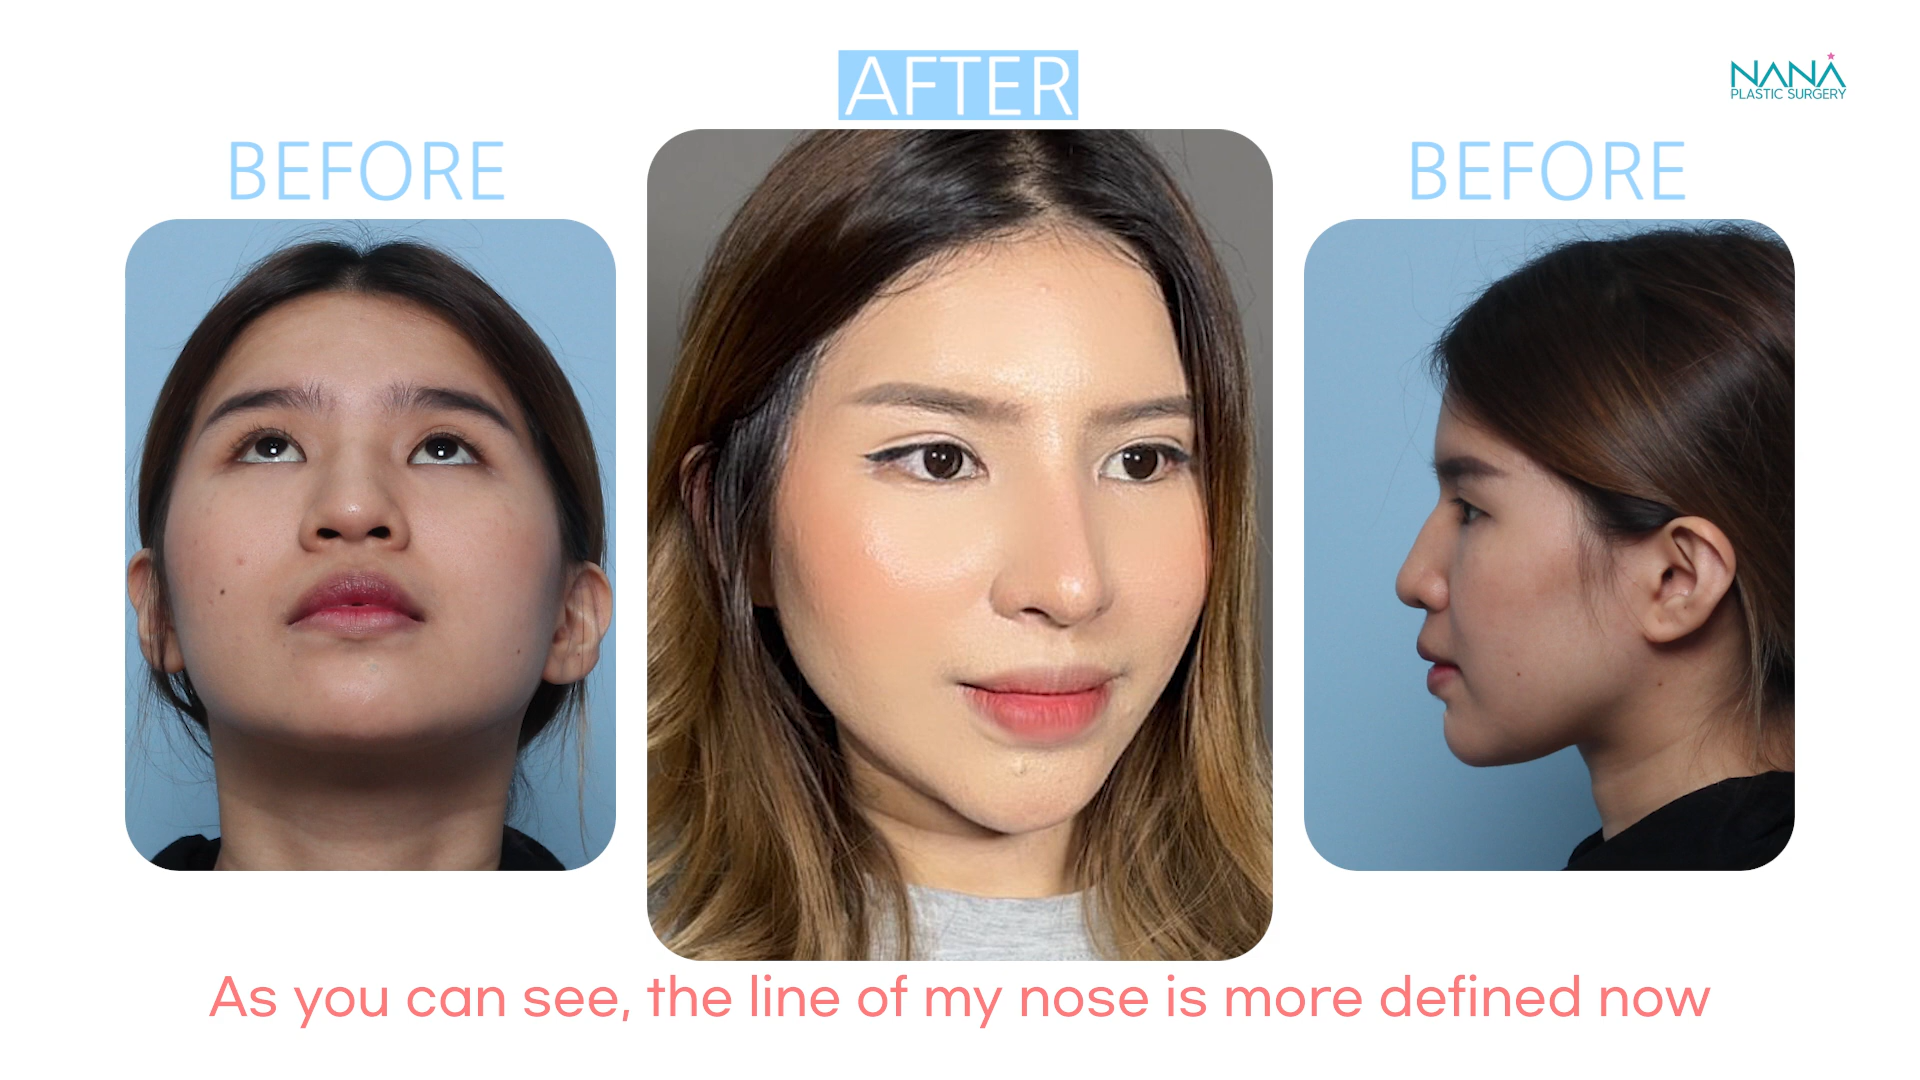 AFTER
NANA
PLASTIC SURGERY
BEFORE
BEFORE
As you can see, the line of my nose is more defined now